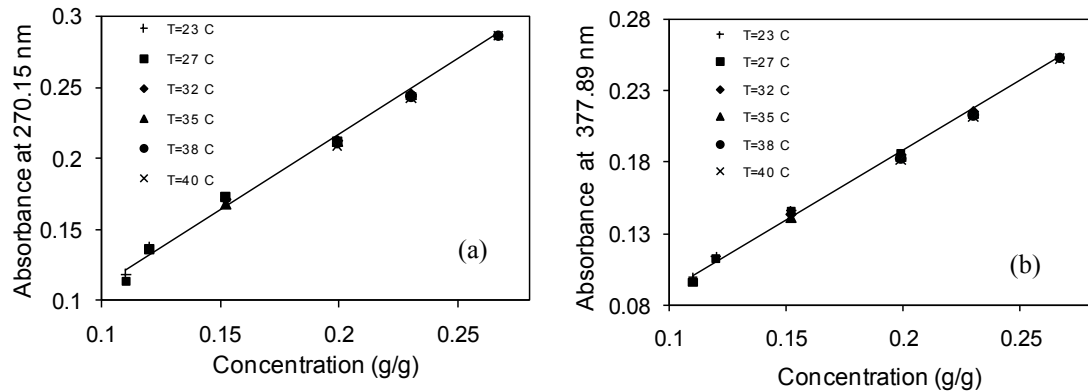 Absorbance at 270.15 nm
0.3
0.25
0.2
0.15
0.1
T=23 C
T=27 C
T=32 C
T=35 C
T=38 C
T=40 C
(a)
0.1 0.15 0.2 0.25
Concentration (g/g)
Absorbance at 377.89 nm
0.28
0.23
0.18
0.13
0.08
T=23 C
T=27 C
T=32 C
T=35 C
T=38 C
T=40 C
(b)
0.1 0.15 0.2 0.25
Concentration (g/g)